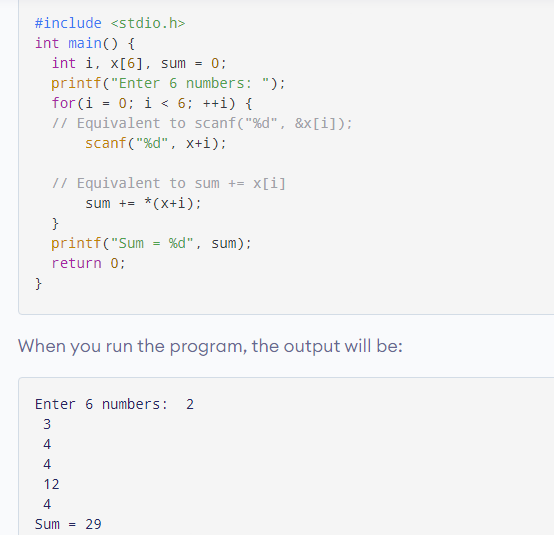 #include <stdio.h>
int main() {
  int i, x[6], sum = 0;
  printf("Enter 6 numbers: ");
  for(i = 0; i < 6; ++i) {
  // Equivalent to scanf("%d", &x[i]);
      scanf("%d", x+i);
  // Equivalent to sum += x[i]
      sum += *(x+i);
  }
  printf("Sum = %d", sum);
  return 0;
}
When you run the program, the output will be:
Enter 6 numbers:  2
 3
 4
 4
 12
 4
Sum = 29